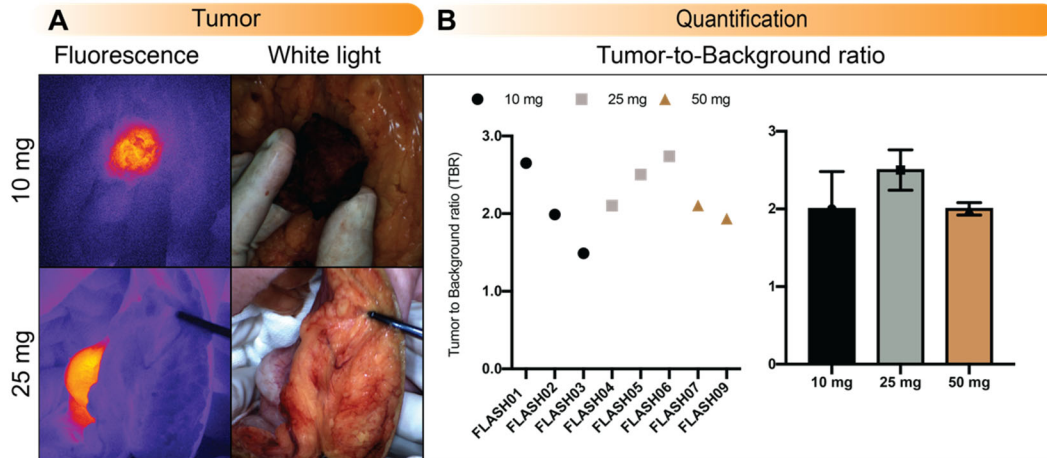 A
Tumor
Fluorescence
White light
10 mg
25 mg
B
Quantification
Tumor-to-Background ratio
10 mg
25 mg
50 mg
Tumor to Background ratio (TBR)
3.0
2.0
1.0
0.0
FLASH01
FLASH02
FLASH03
FLASH04
FLASH05
FLASH06
FLASH07
FLASH09
3
2
1
0
10 mg
25 mg
50 mg